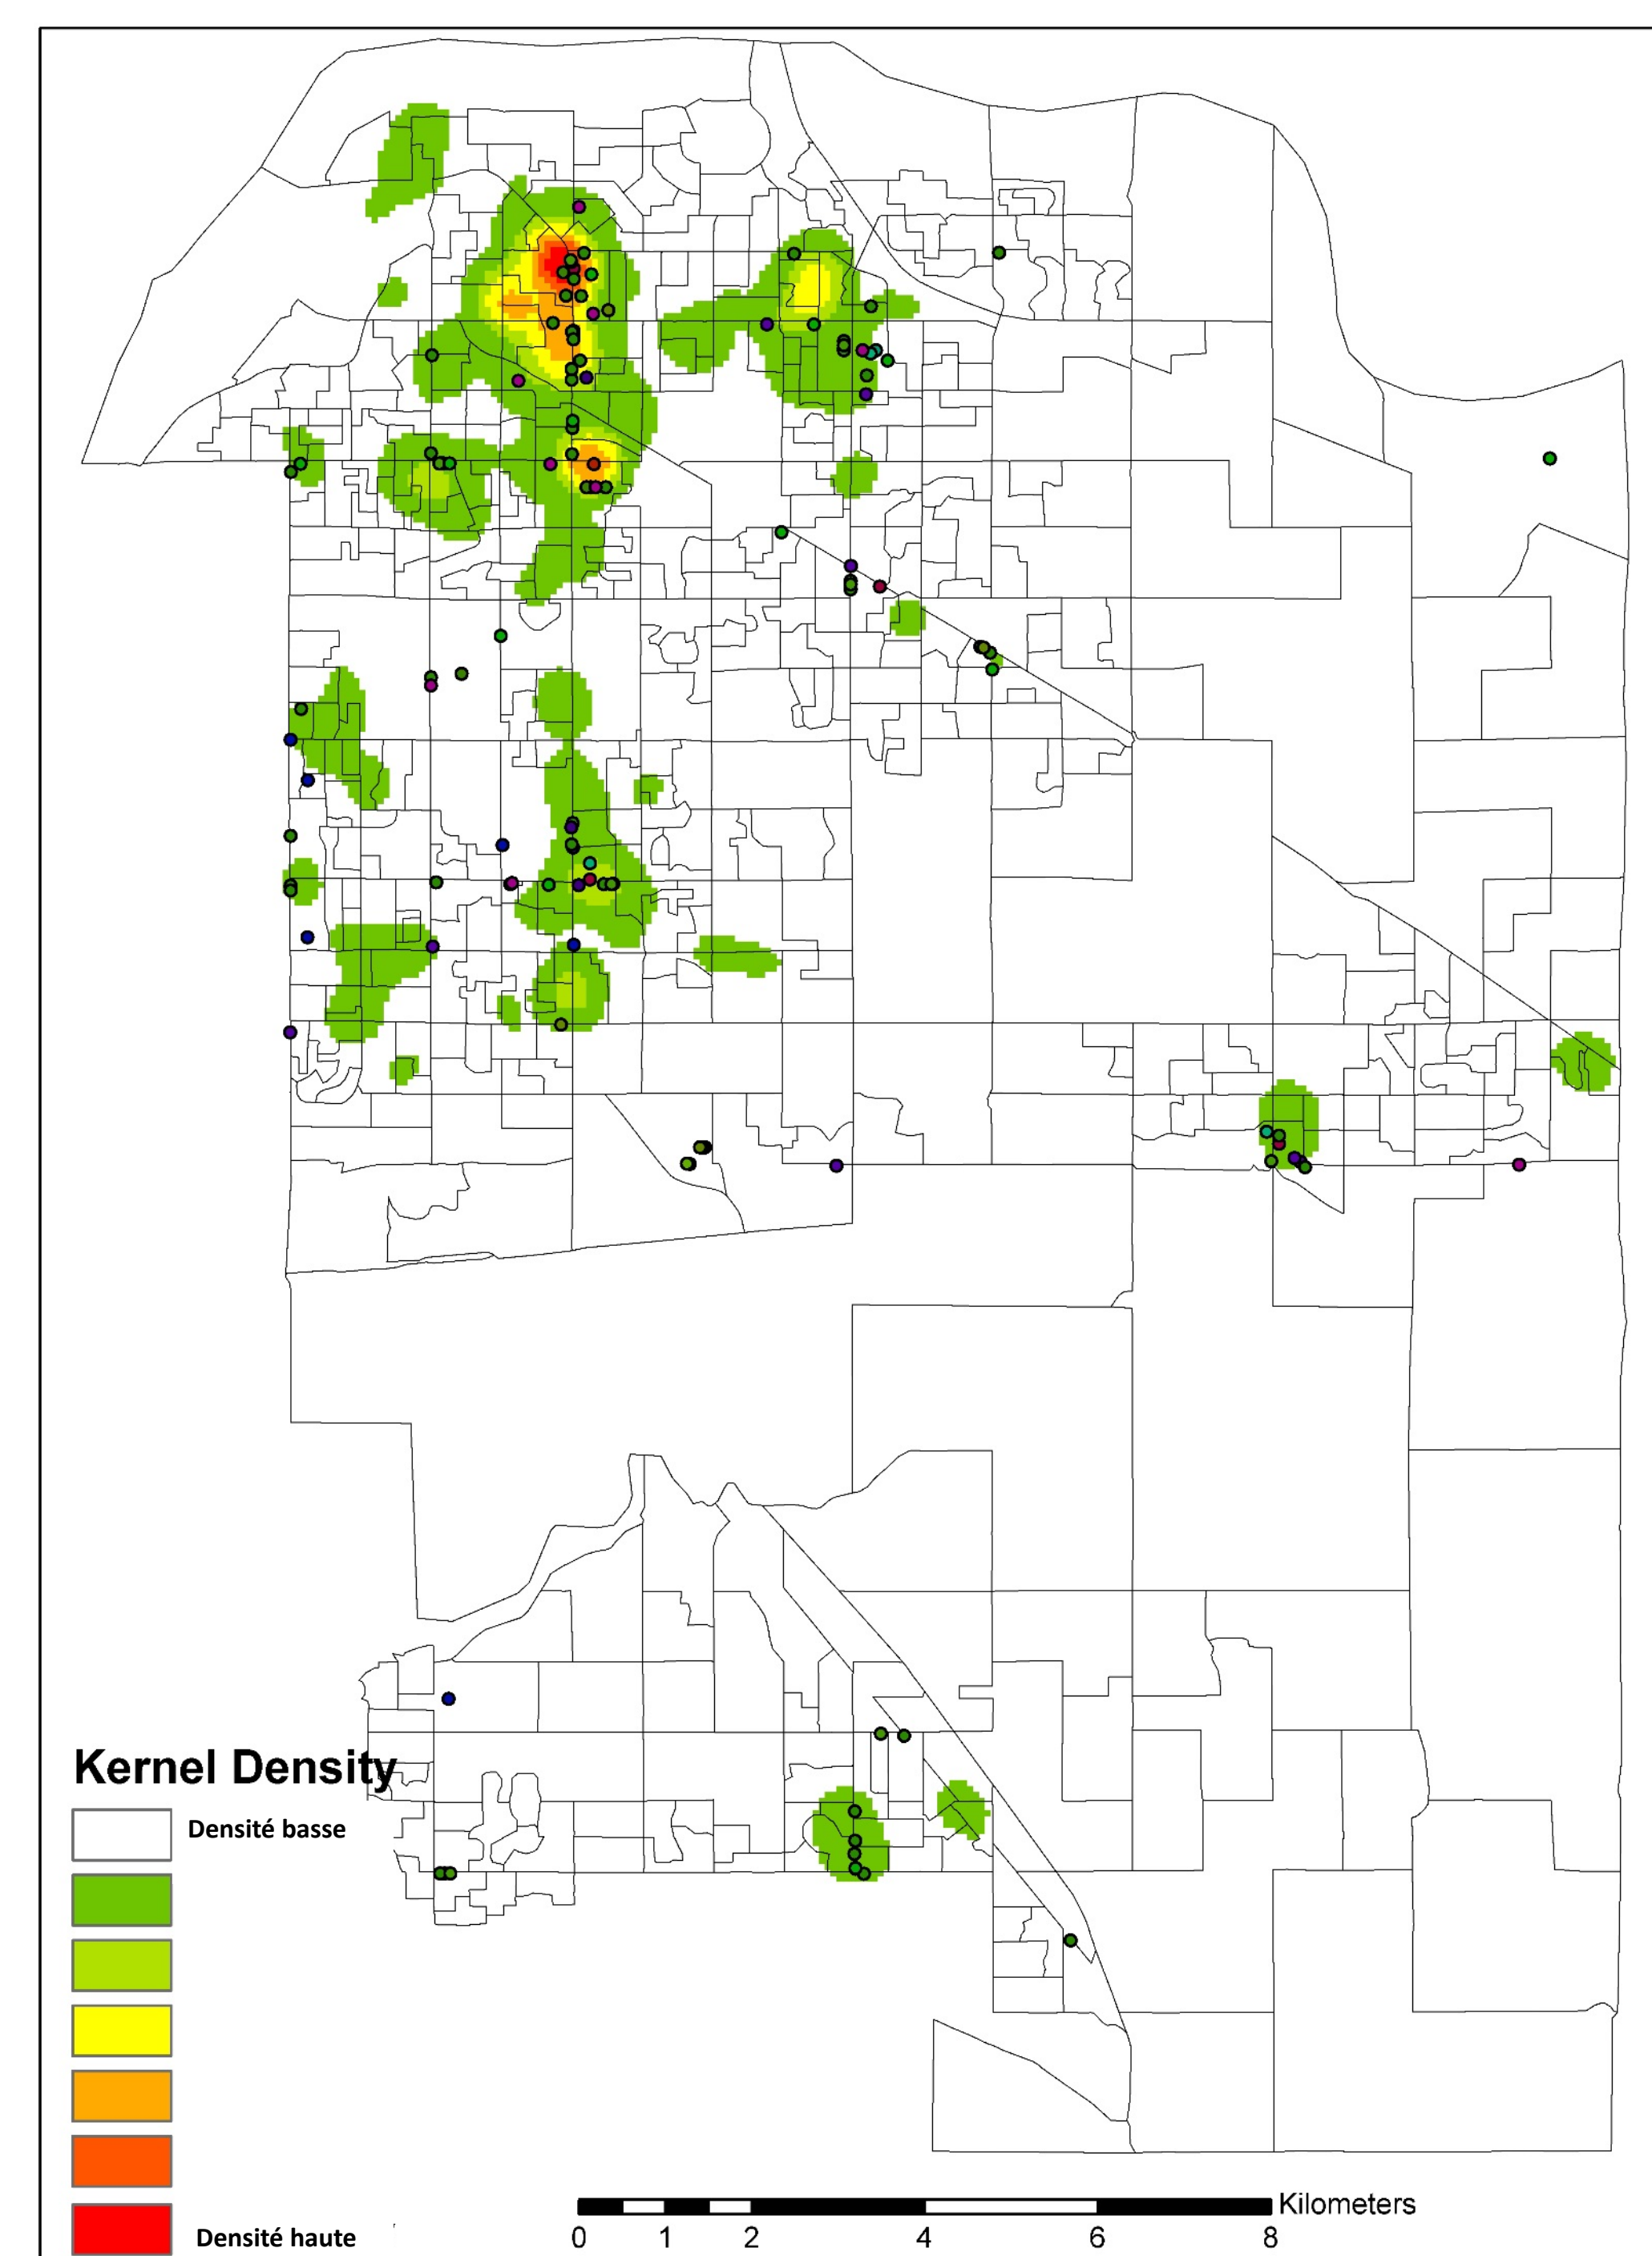 Kernel Density
Densité basse
Densité haute
Kilometers
0 1 2 4 6 8